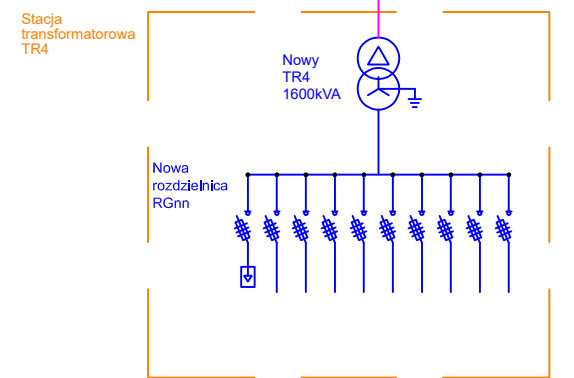 Stacja
transformatorowa
TR4
Nowy
TR4
1600kVA
Nowa
rozdzielnica
RGnn